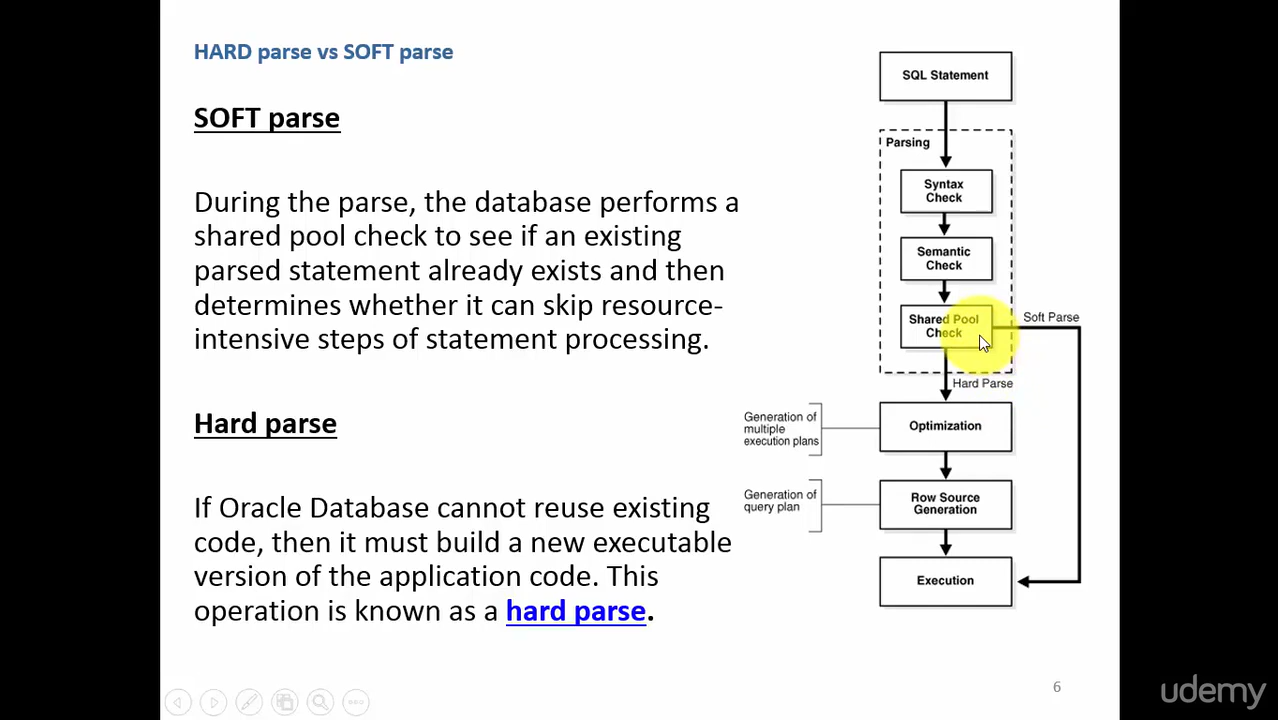 HARD parse vs SOFT parse
SOFT parse
During the parse, the database performs a
shared pool check to see if an existing
parsed statement already exists and then
determines whether it can skip resource-
intensive steps of statement processing.
Hard parse
If Oracle Database cannot reuse existing
code, then it must build a new executable
version of the application code. This
operation is known as a hard parse.
SQL Statement
Parsing
Syntax
Check
Semantic
Check
Shared Pool
Check
Soft Parse
Hard Parse
Generation of
multiple
execution plans
Optimization
Generation of
query plan
Row Source
Generation
Execution
6
udemy